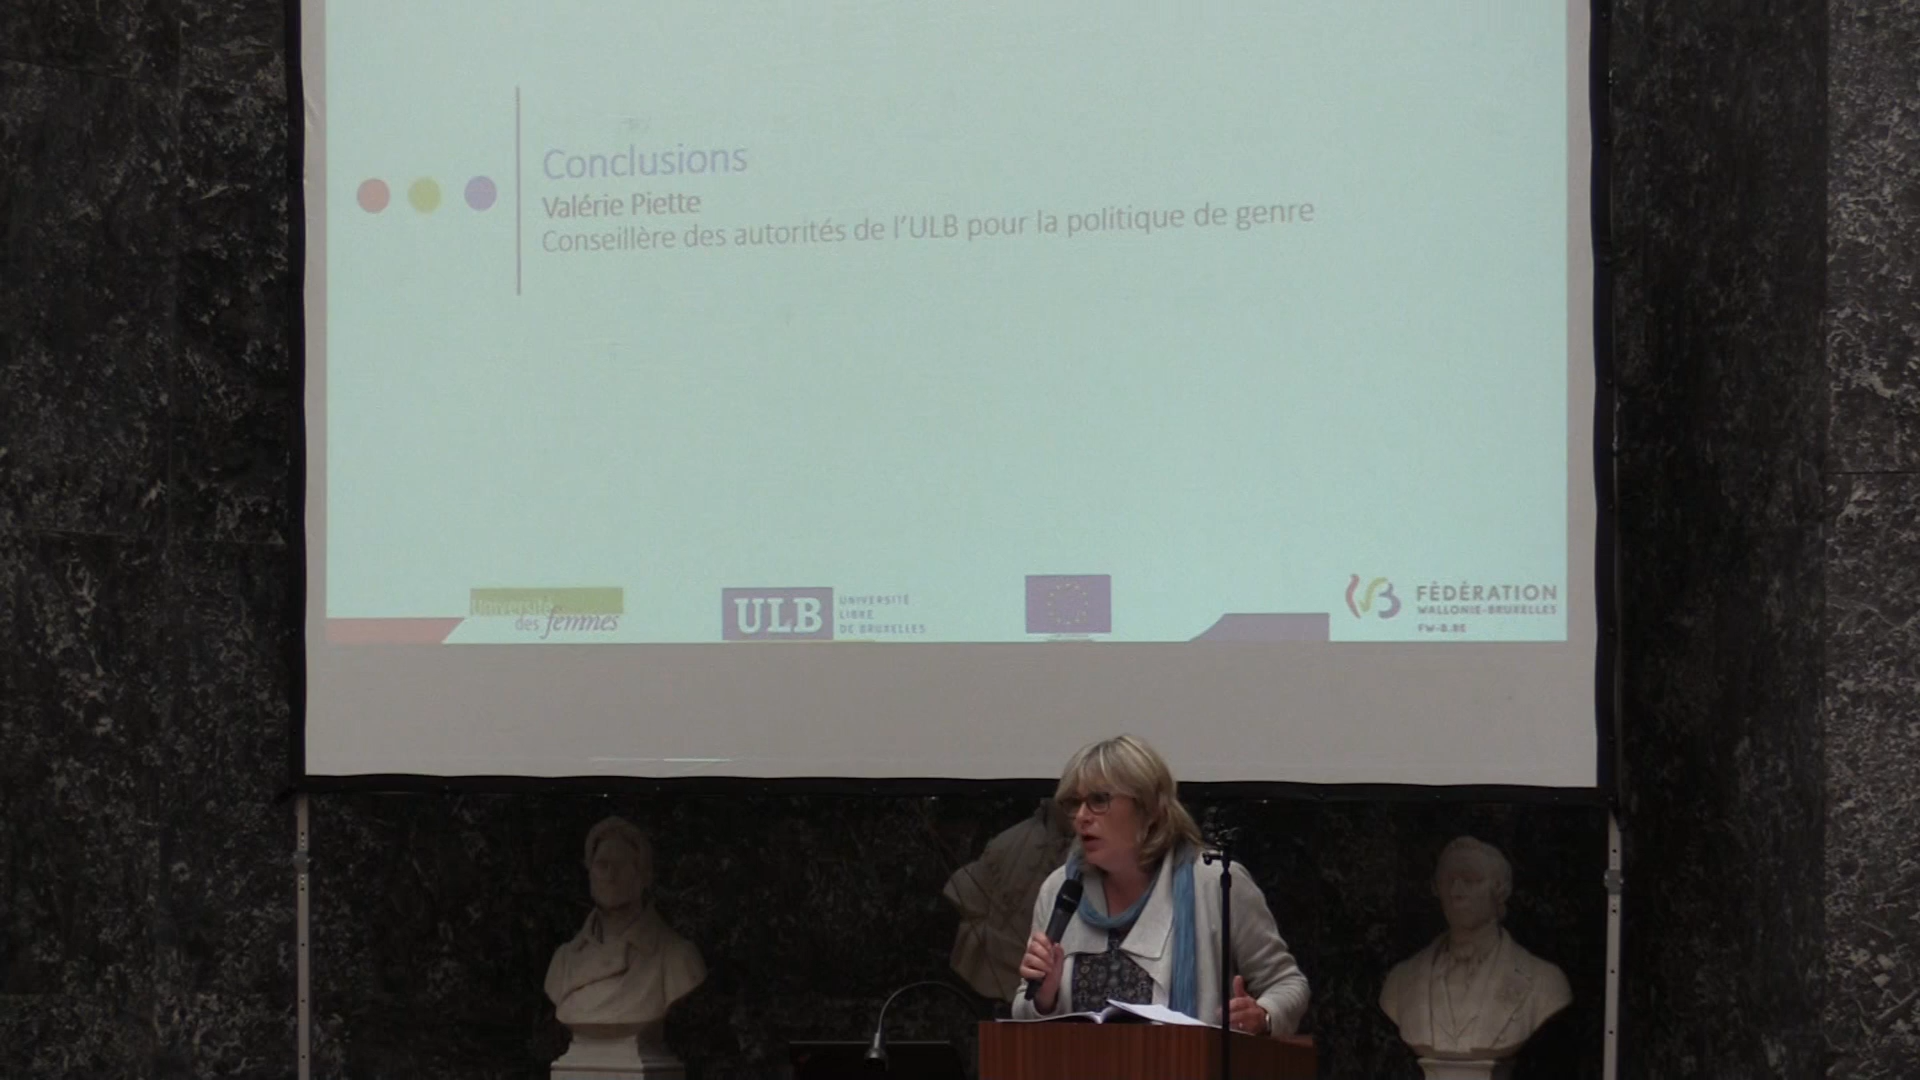 Conclusions
Valérie Piette
Conseillère des autorités de l'ULB pour la politique de genre
université
des femmes
ULB
UNIVERSITÉ
LIBRE
DE BRUXELLES
FÉDÉRATION
WALLONIE-BRUXELLES
FW-B.BE